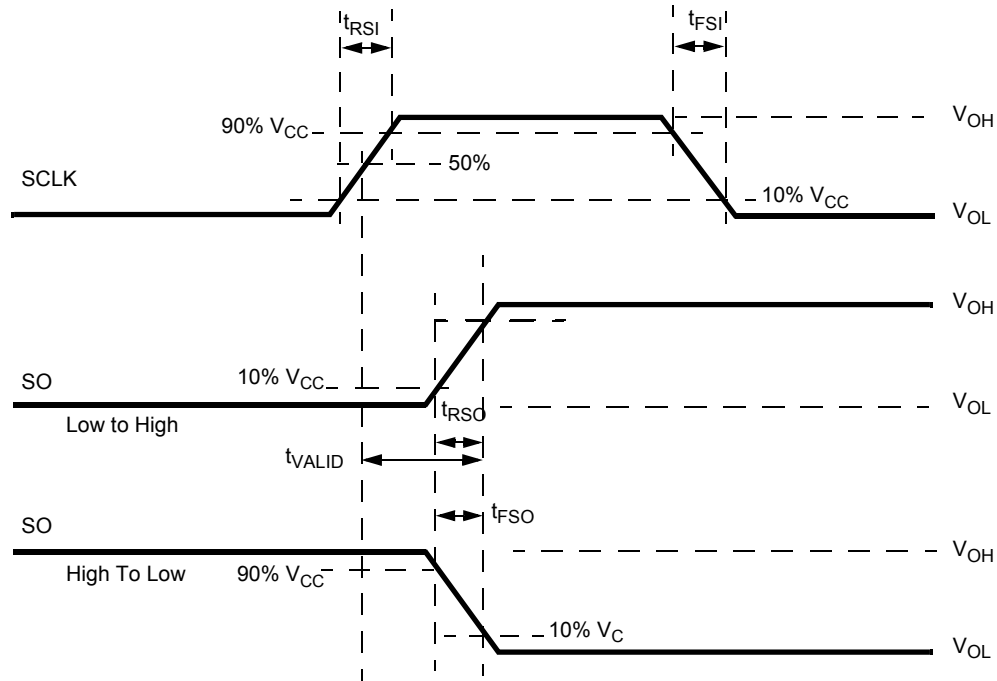 tRSI
tFSI
90% VCC
VOH
50%
SCLK
10% VCC
VOL
VOH
10% VCC
SO
tRSO
VOL
Low to High
tVALID
tFSO
SO
VOH
High To Low
90% VCC
10% VC
VOL